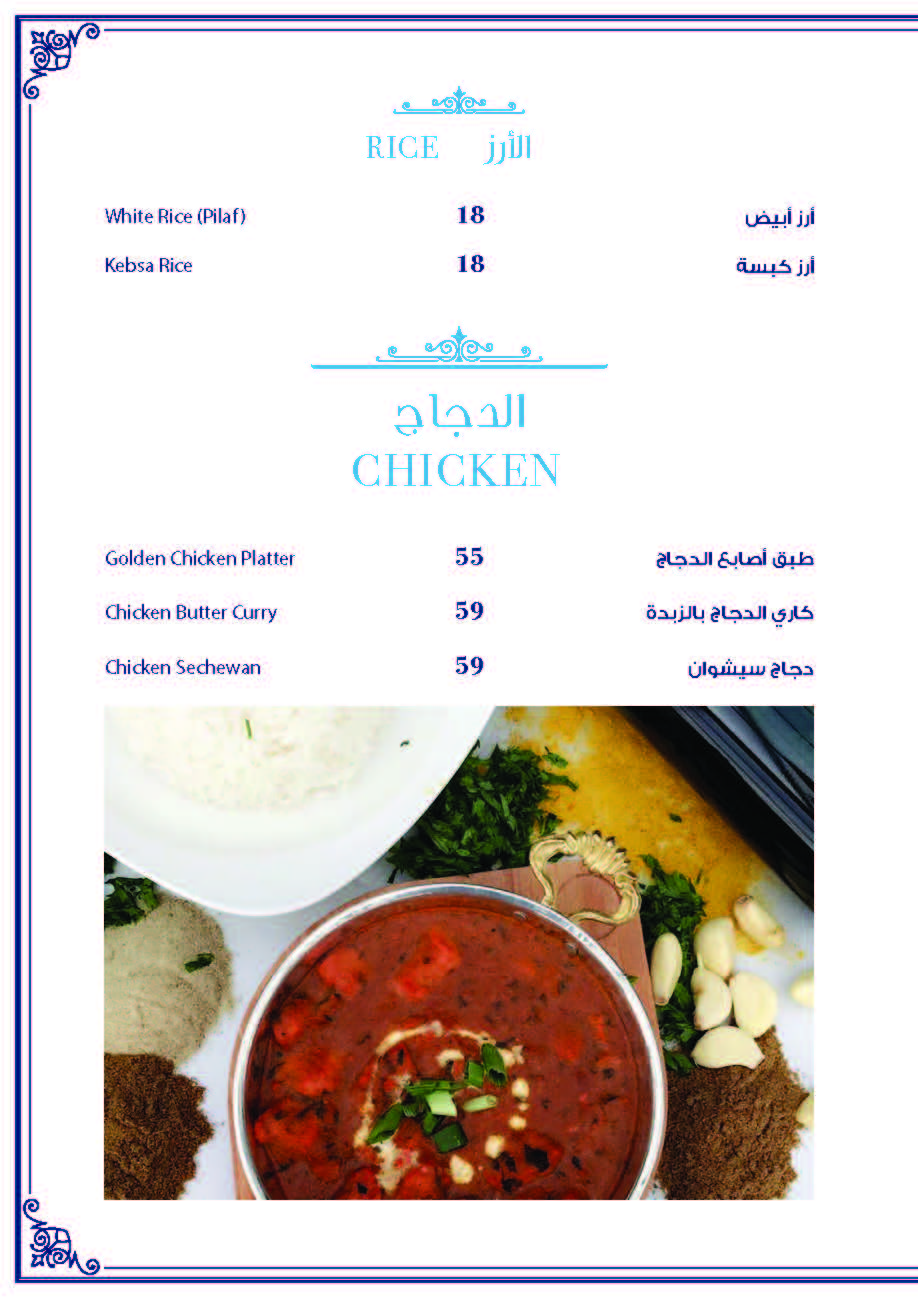 RICE الأرز
White Rice (Pilaf) 18 أرز أبيض
Kebsa Rice 18 أرز كبسة
الدجاج
CHICKEN
Golden Chicken Platter 55 طبق أصابع الدجاج
Chicken Butter Curry 59 كاري الدجاج بالزبدة
Chicken Sechewan 59 دجاج سيشوان